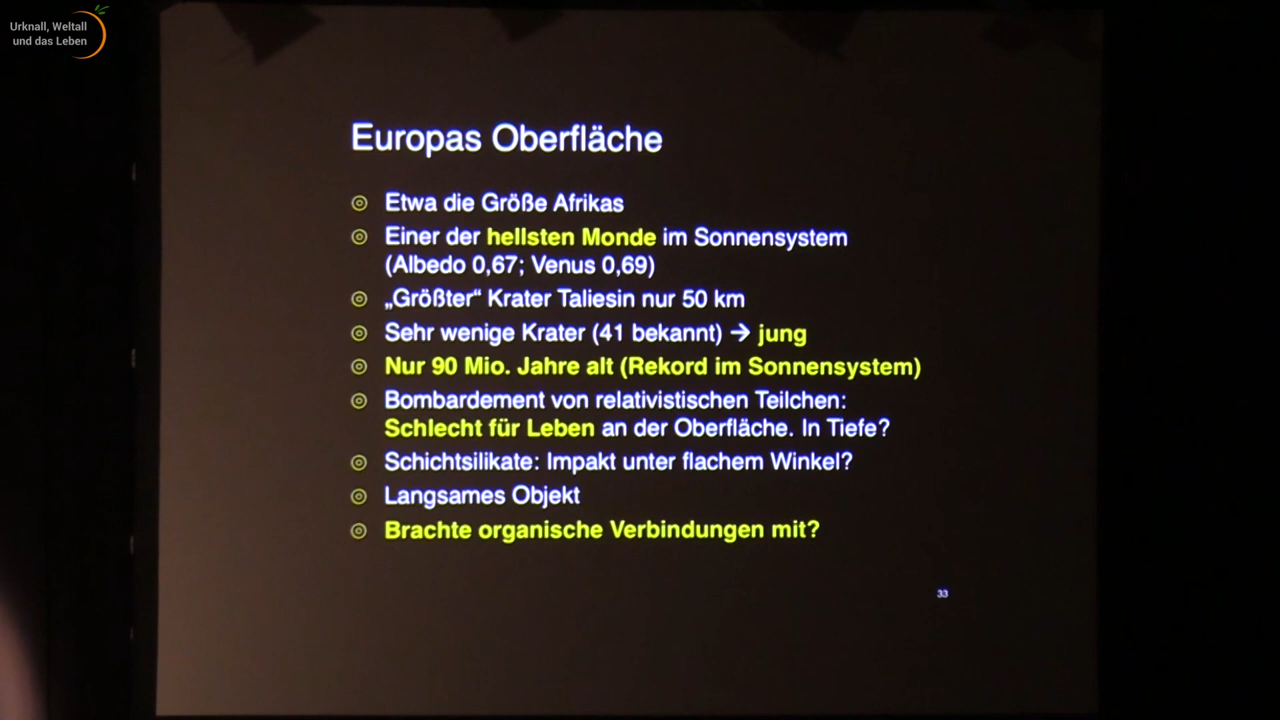 Urknall, Weltall
und das Leben
Europas Oberfläche
Etwa die Größe Afrikas
Einer der hellsten Monde im Sonnensystem
(Albedo 0,67; Venus 0,69)
„Größter“ Krater Taliesin nur 50 km
Sehr wenige Krater (41 bekannt) → jung
Nur 90 Mio. Jahre alt (Rekord im Sonnensystem)
Bombardement von relativistischen Teilchen:
Schlecht für Leben an der Oberfläche. In Tiefe?
Schichtsilikate: Impakt unter flachem Winkel?
Langsames Objekt
Brachte organische Verbindungen mit?
33